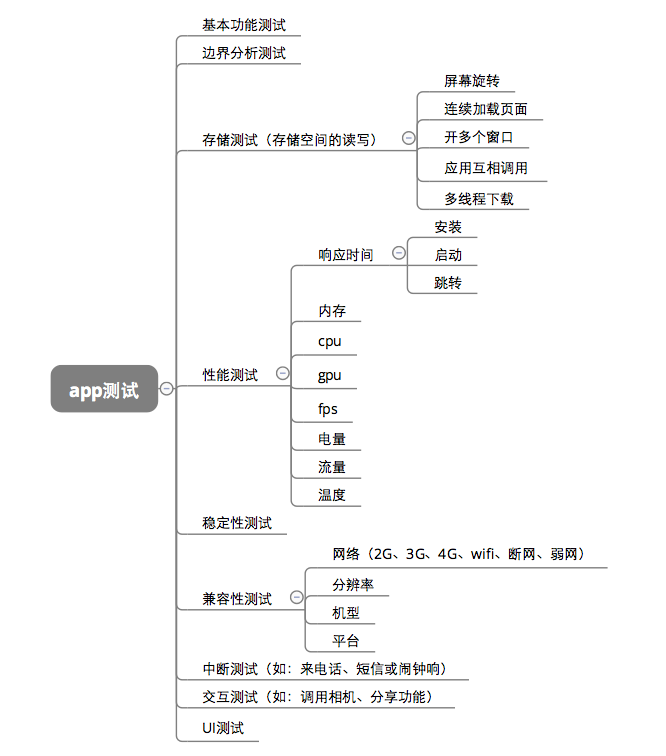 基本功能测试
边界分析测试
屏幕旋转
连续加载页面
存储测试（存储空间的读写）
开多个窗口
应用互相调用
多线程下载
安装
响应时间
启动
跳转
内存
cpu
app测试
性能测试
gpu
fps
电量
流量
温度
稳定性测试
网络（2G、3G、4G、wifi、断网、弱网）
分辨率
兼容性测试
机型
平台
中断测试（如：来电话、短信或闹钟响）
交互测试（如：调用相机、分享功能）
UI测试